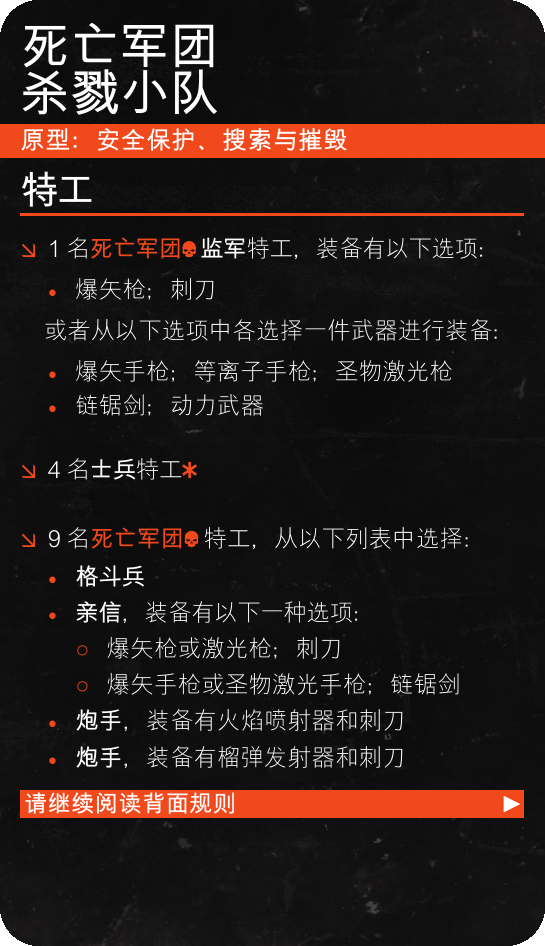 死亡军团
杀戮小队
原型：安全保护、搜索与摧毁
特工
1 名死亡军团监军特工，装备有以下选项：
爆矢枪；刺刀
或者从以下选项中各选择一件武器进行装备：
爆矢手枪；等离子手枪；圣物激光枪
链锯剑；动力武器
4 名士兵特工*
9 名死亡军团特工，从以下列表中选择：
格斗兵
亲信，装备有以下一种选项：
爆矢枪或激光枪；刺刀
爆矢手枪或圣物激光手枪；链锯剑
炮手，装备有火焰喷射器和刺刀
炮手，装备有榴弹发射器和刺刀
请继续阅读背面规则